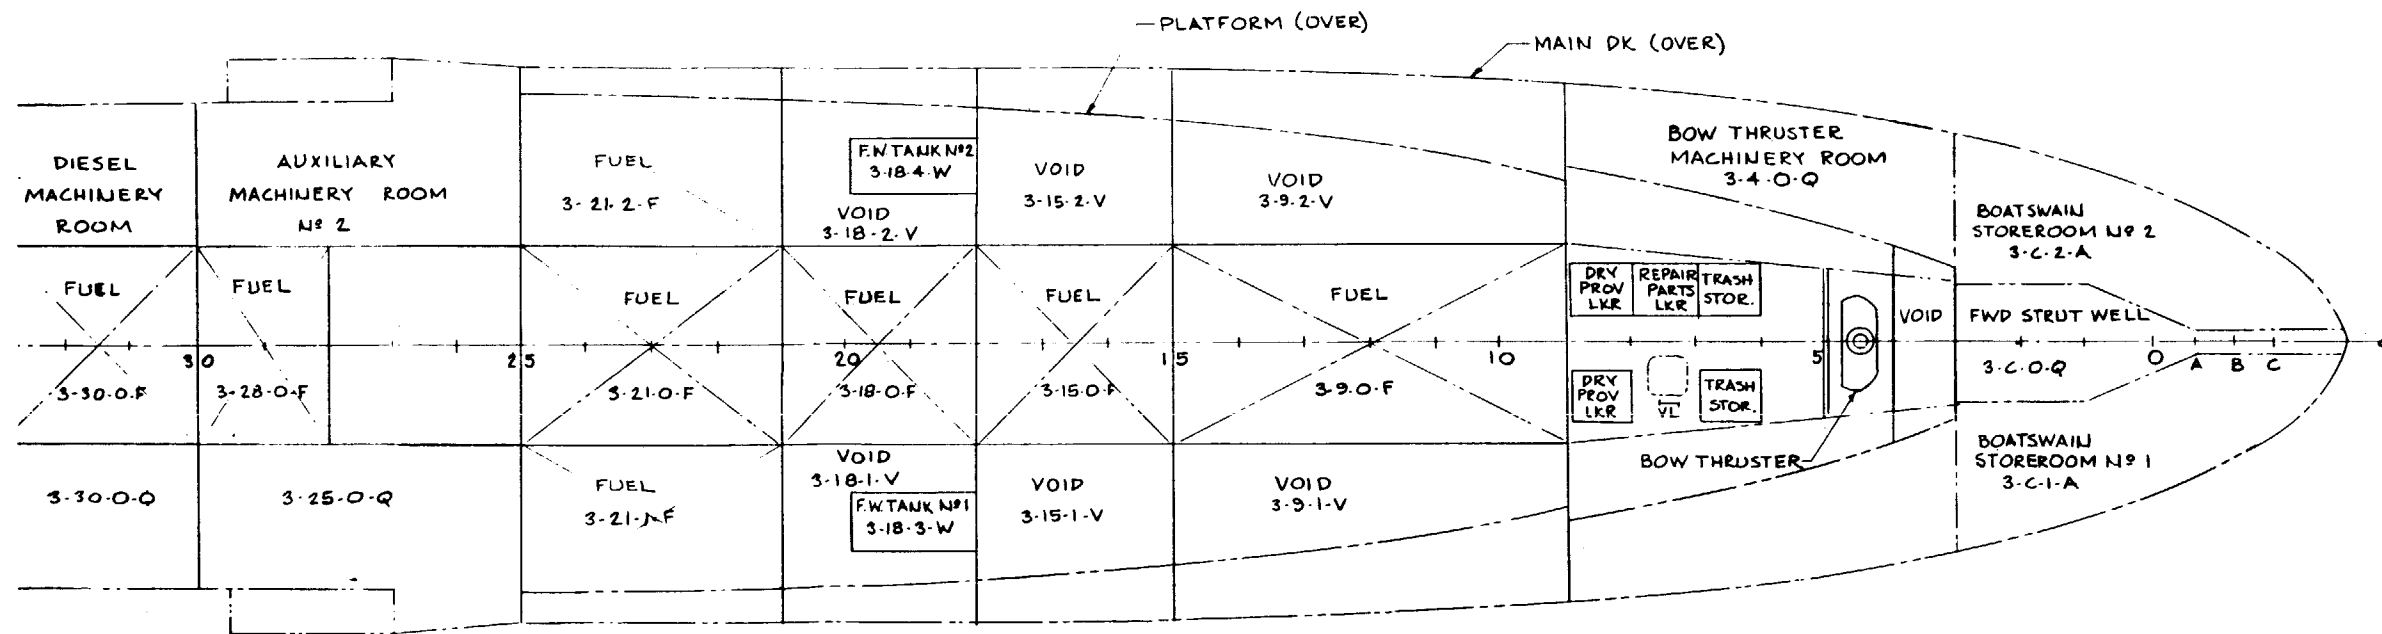 PLATFORM (OVER)
MAIN DK (OVER)
DIESEL
MACHINERY
ROOM
AUXILIARY
MACHINERY ROOM
Nº 2
FUEL
3-21-2-F
F.W. TANK Nº2
3-18-4-W
VOID
3-18-2-V
VOID
3-15-2-V
VOID
3-9-2-V
BOW THRUSTER
MACHINERY ROOM
3-4-0-Q
BOATSWAIN
STOREROOM Nº 2
3-C-2-A
FUEL
FUEL
FUEL
FUEL
FUEL
FUEL
DRY
PROV
LKR
REPAIR
PARTS
LKR
TRASH
STOR.
VOID
FWD STRUT WELL
30
25
20
15
10
5
0
A
B
C
3-30-0-F
3-28-0-F
3-21-0-F
3-18-0-F
3-15-0-F
3-9-0-F
DRY
PROV
LKR
VL
TRASH
STOR.
3-C-0-Q
3-30-0-Q
3-25-0-Q
FUEL
3-21-1-F
VOID
3-18-1-V
F.W. TANK Nº1
3-18-3-W
VOID
3-15-1-V
VOID
3-9-1-V
BOW THRUSTER
BOATSWAIN
STOREROOM Nº 1
3-C-1-A